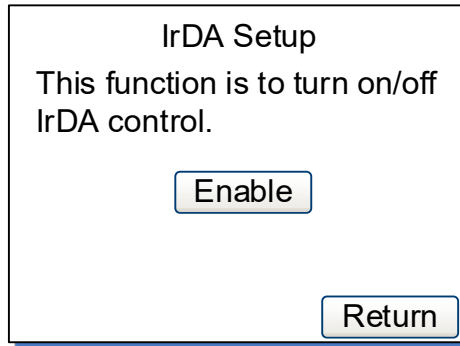 IrDA Setup
This function is to turn on/off
IrDA control.
Enable
Return